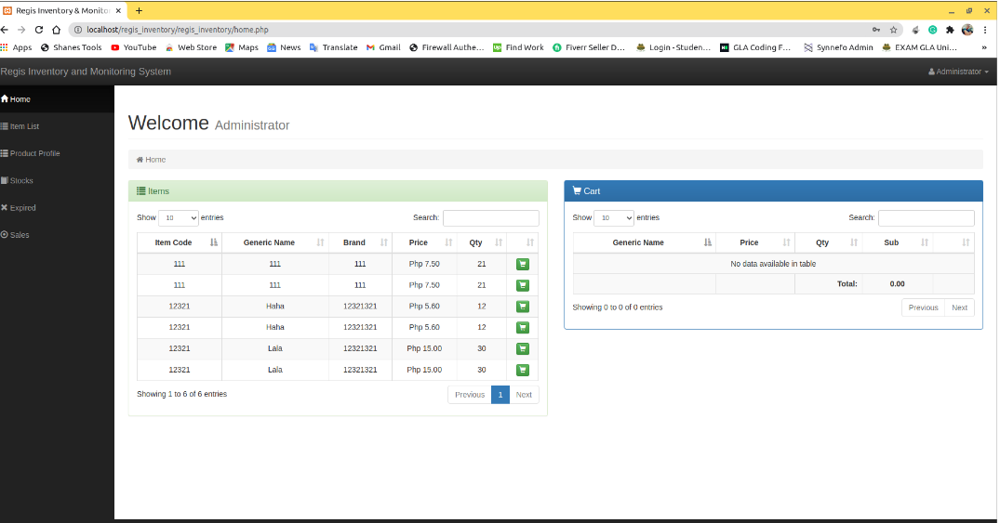 Regis Inventory & Monitor
localhost/regis_inventory/regis_inventory/home.php
Apps Shanes Tools YouTube Web Store Maps News Translate Gmail Firewall Authe... Find Work Fiverr Seller D... Login - Studen... GLA Coding F... Synnefo Admin EXAM GLA Uni... »
Regis Inventory and Monitoring System Administrator
Home
Item List
Product Profile
Stocks
Expired
Sales
Welcome Administrator
Home
Items
Show 10 entries Search:
Item Code Generic Name Brand Price Qty
111 111 111 Php 7.50 21
111 111 111 Php 7.50 21
12321 Haha 12321321 Php 5.60 12
12321 Haha 12321321 Php 5.60 12
12321 Lala 12321321 Php 15.00 30
12321 Lala 12321321 Php 15.00 30
Showing 1 to 6 of 6 entries Previous 1 Next
Cart
Show 10 entries Search:
Generic Name Price Qty Sub
No data available in table
Total: 0.00
Showing 0 to 0 of 0 entries Previous Next